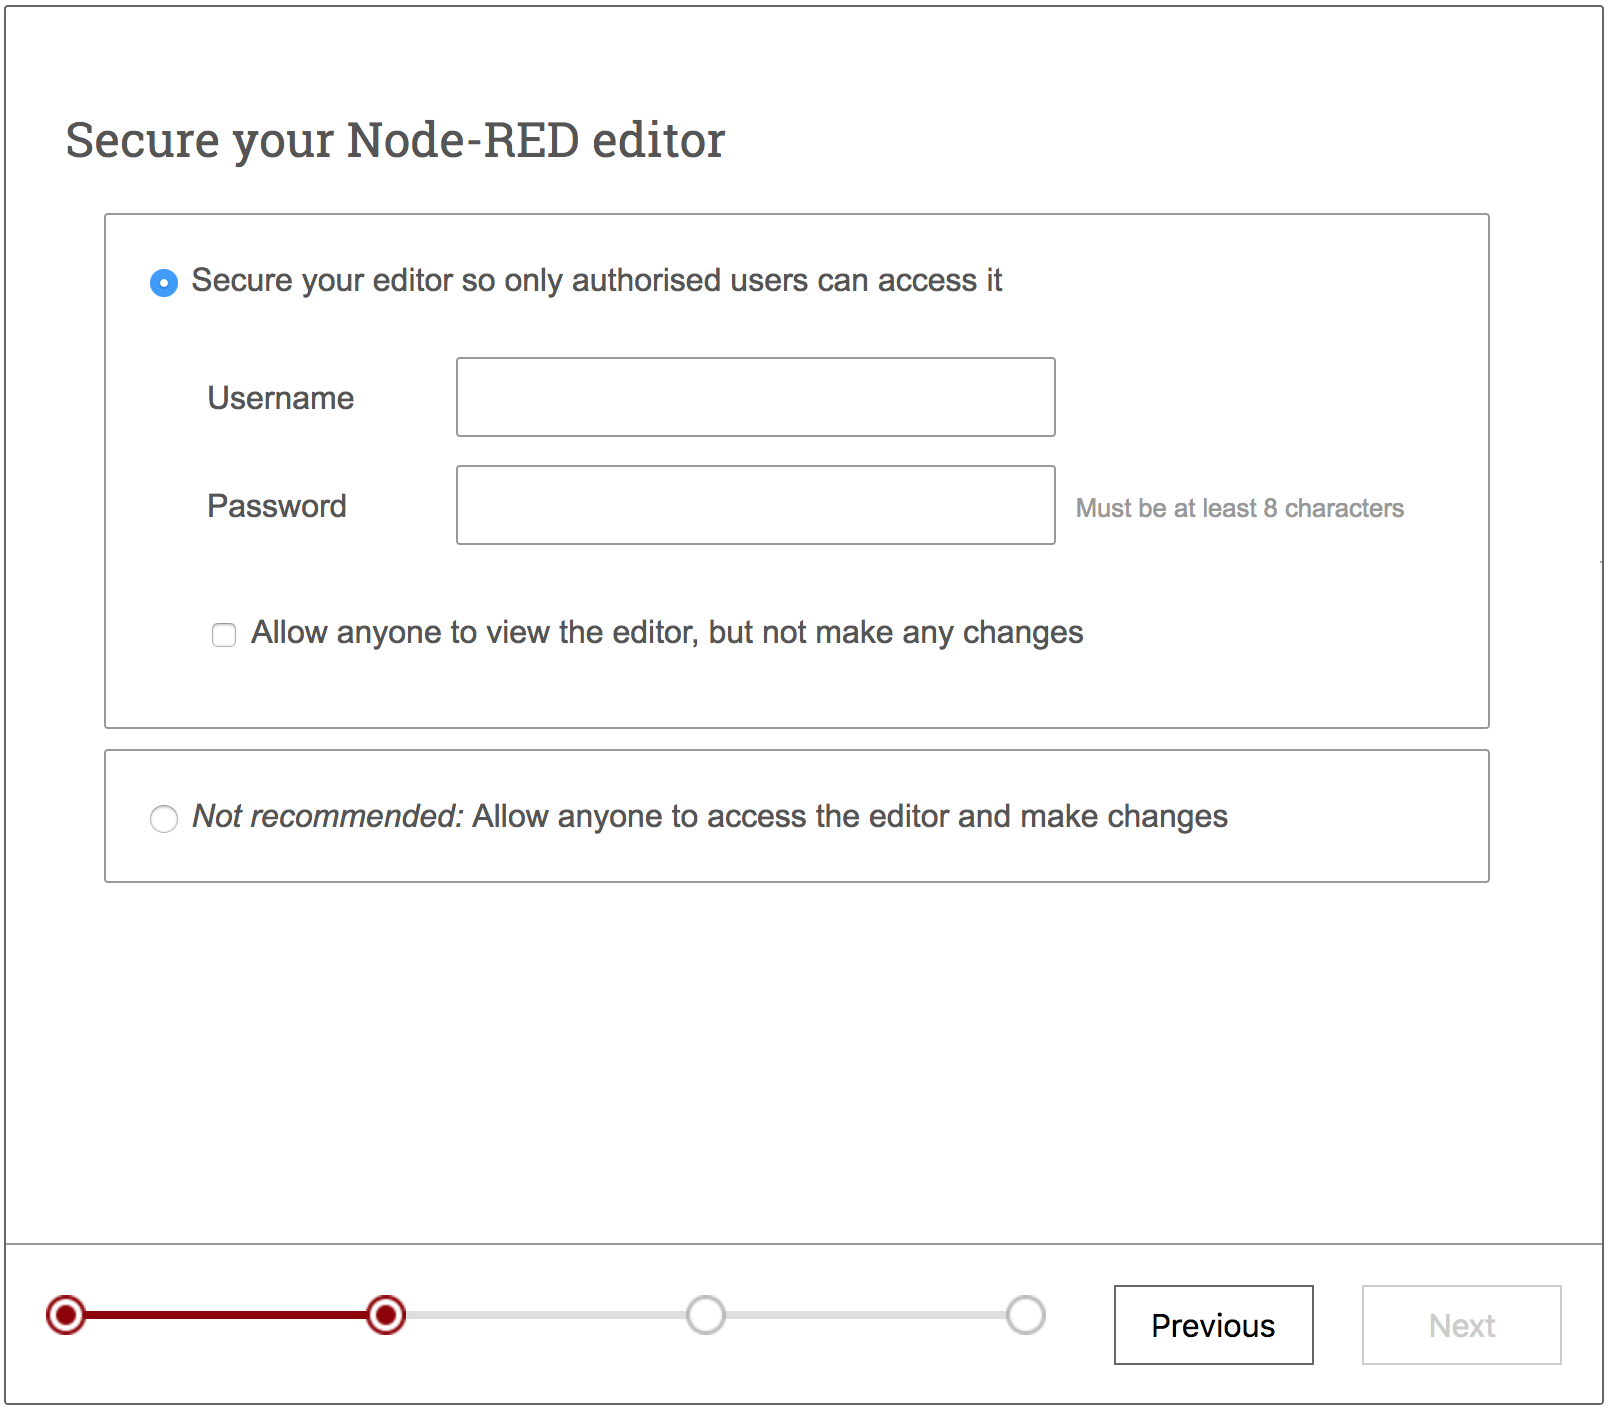 Secure your Node-RED editor
Secure your editor so only authorised users can access it
Username
Password
Must be at least 8 characters
Allow anyone to view the editor, but not make any changes
Not recommended: Allow anyone to access the editor and make changes
Previous
Next